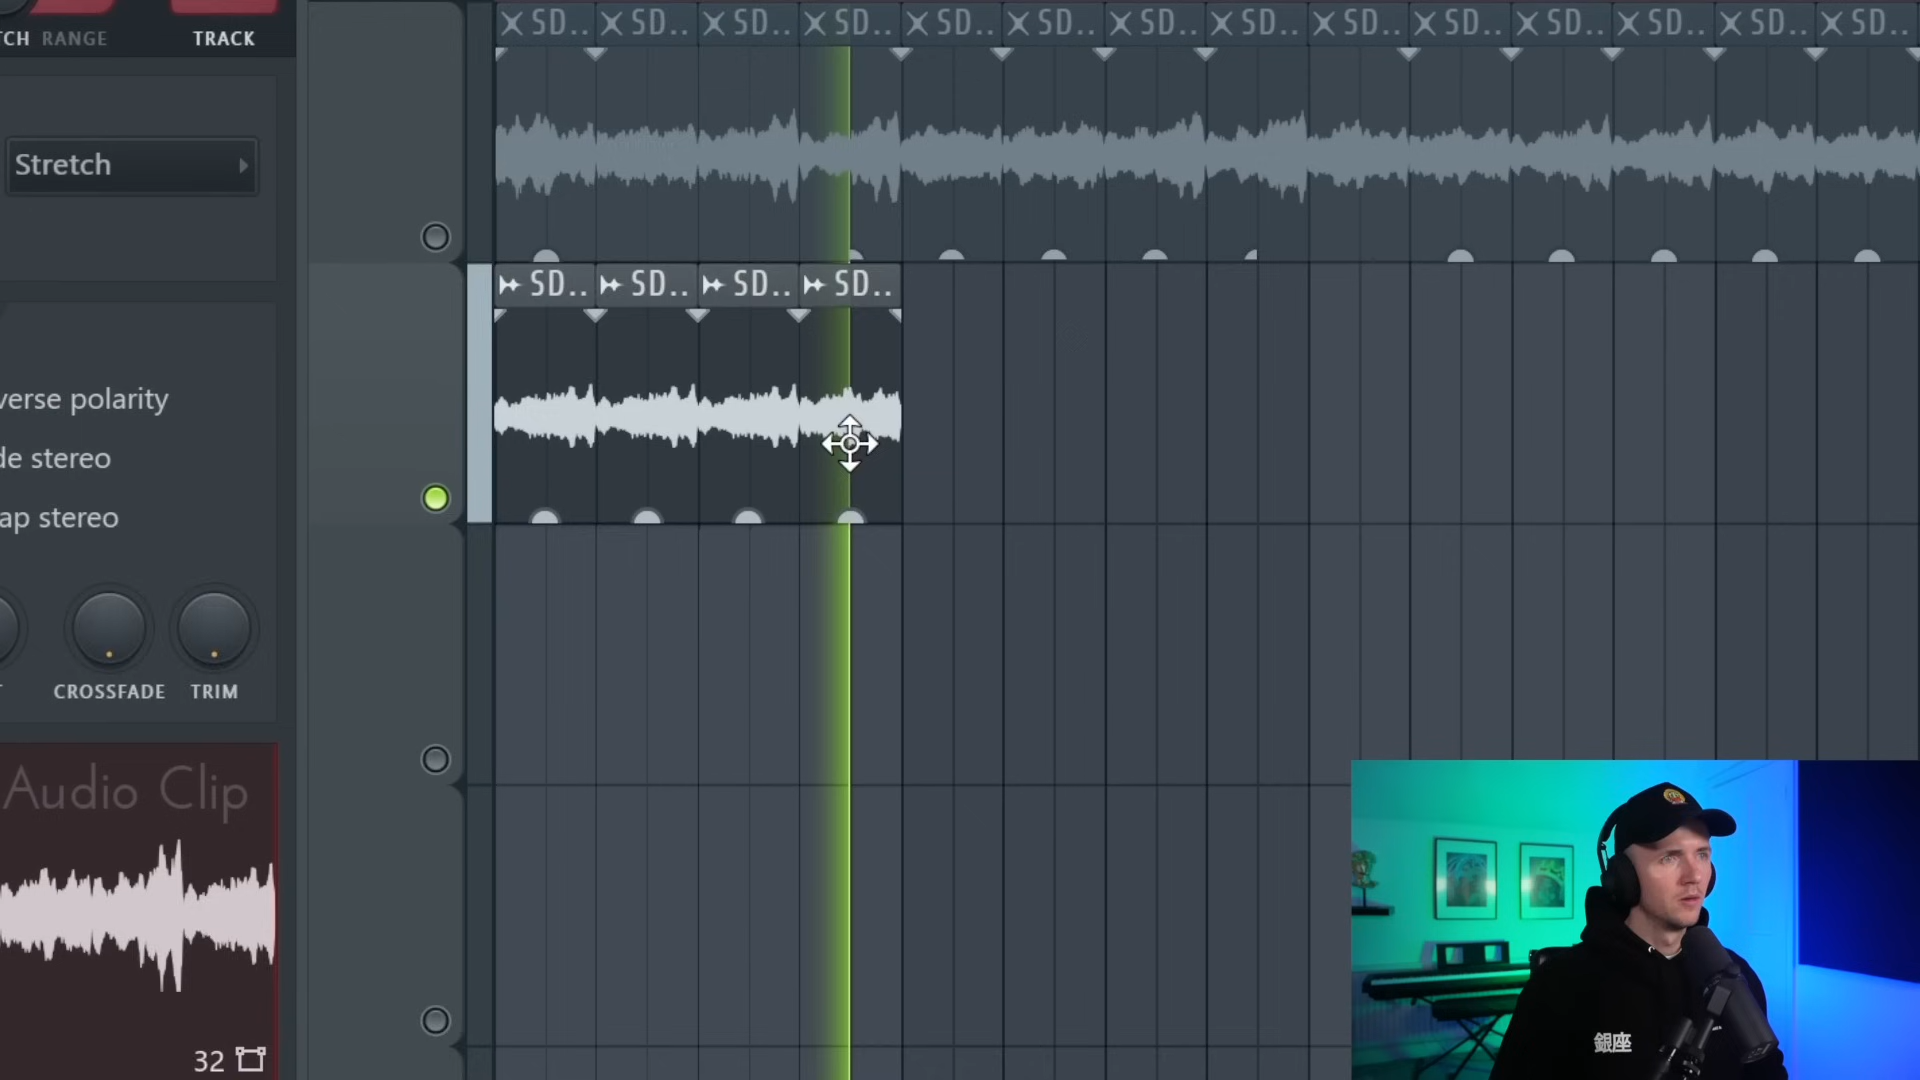 TCH RANGE TRACK
SD.. SD.. SD.. SD.. SD.. SD.. SD.. SD.. SD.. SD.. SD.. SD.. SD.. SD..
Stretch
SD.. SD.. SD.. SD..
verse polarity
de stereo
ap stereo
T CROSSFADE TRIM
Audio Clip
32
銀座